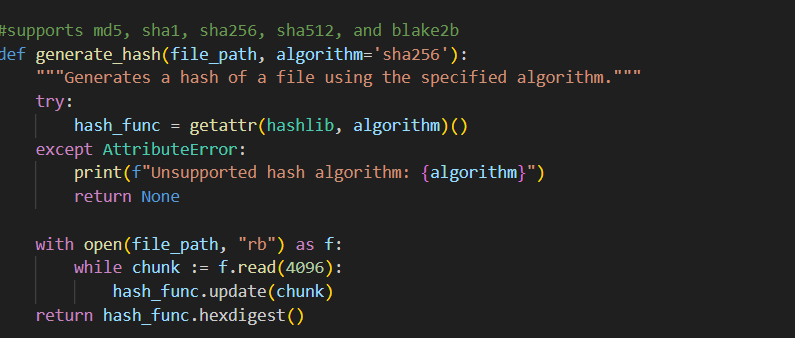 #supports md5, sha1, sha256, sha512, and blake2b
def generate_hash(file_path, algorithm='sha256'):
    """Generates a hash of a file using the specified algorithm."""
    try:
        hash_func = getattr(hashlib, algorithm)()
    except AttributeError:
        print(f"Unsupported hash algorithm: {algorithm}")
        return None

    with open(file_path, "rb") as f:
        while chunk := f.read(4096):
            hash_func.update(chunk)
    return hash_func.hexdigest()